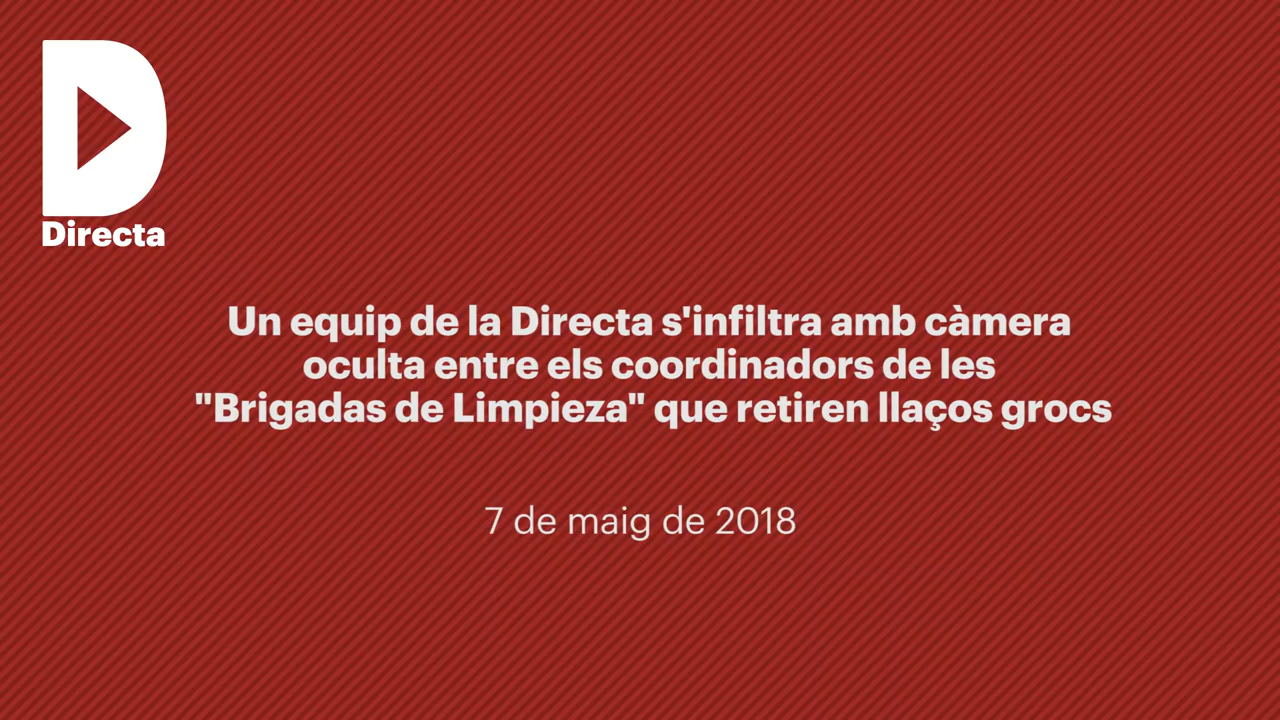 Directa
Un equip de la Directa s'infiltra amb càmera
oculta entre els coordinadors de les
"Brigadas de Limpieza" que retiren llaços grocs
7 de maig de 2018